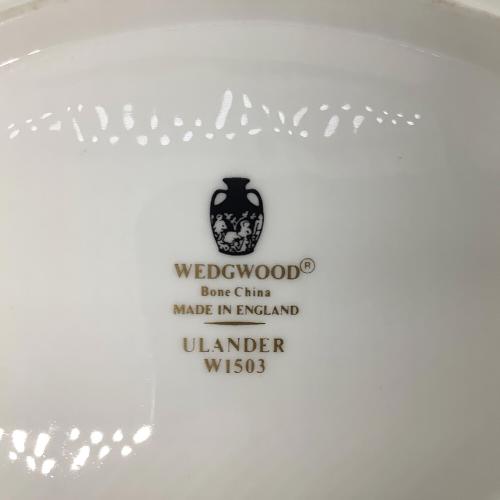 WEDGWOOD®
Bone China
MADE IN ENGLAND
ULANDER
W1503